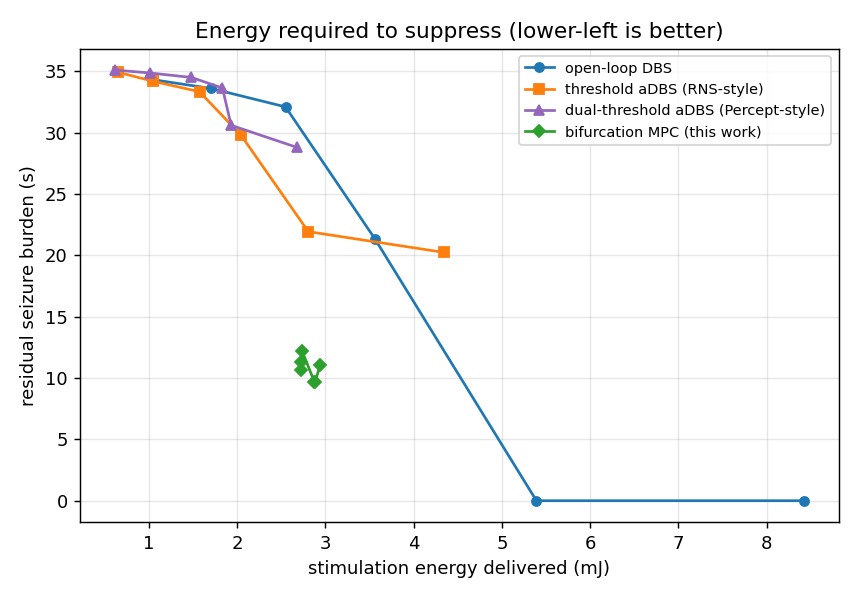 Energy required to suppress (lower-left is better)
open-loop DBS
threshold aDBS (RNS-style)
dual-threshold aDBS (Percept-style)
bifurcation MPC (this work)
residual seizure burden (s)
35
30
25
20
15
10
5
0
1 2 3 4 5 6 7 8
stimulation energy delivered (mJ)